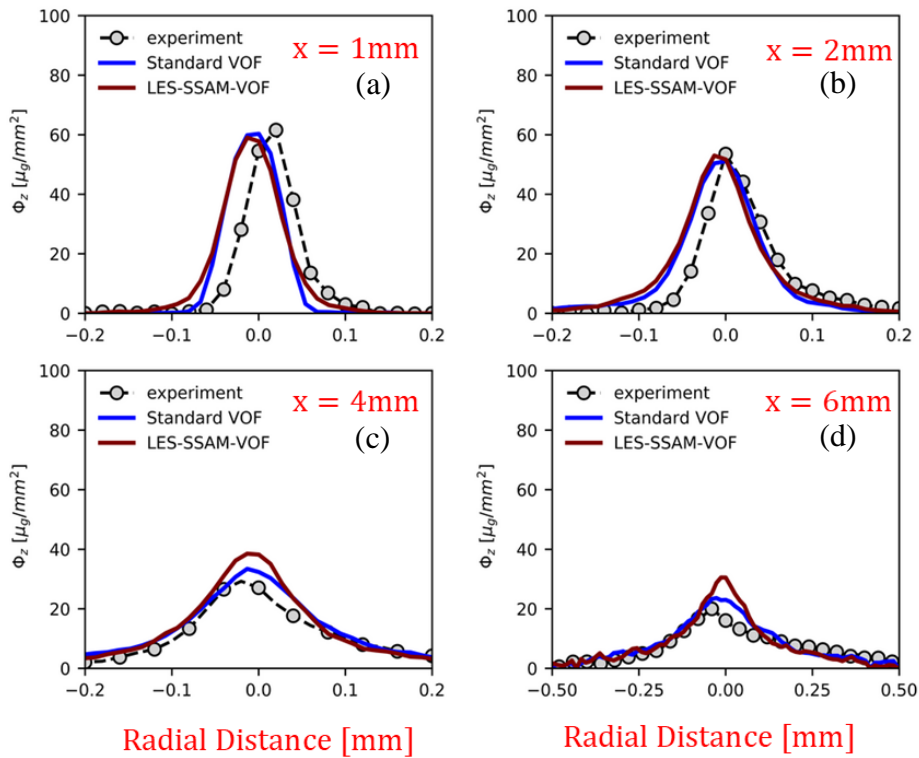 100
80
60
40
20
0
Φz [μg/mm²]
experiment
Standard VOF
LES-SSAM-VOF
x = 1mm
(a)
−0.2 −0.1 0.0 0.1 0.2
100
80
60
40
20
0
Φz [μg/mm²]
experiment
Standard VOF
LES-SSAM-VOF
x = 2mm
(b)
−0.2 −0.1 0.0 0.1 0.2
100
80
60
40
20
0
Φz [μg/mm²]
experiment
Standard VOF
LES-SSAM-VOF
x = 4mm
(c)
−0.2 −0.1 0.0 0.1 0.2
Radial Distance [mm]
100
80
60
40
20
0
Φz [μg/mm²]
experiment
Standard VOF
LES-SSAM-VOF
x = 6mm
(d)
−0.50 −0.25 0.00 0.25 0.50
Radial Distance [mm]